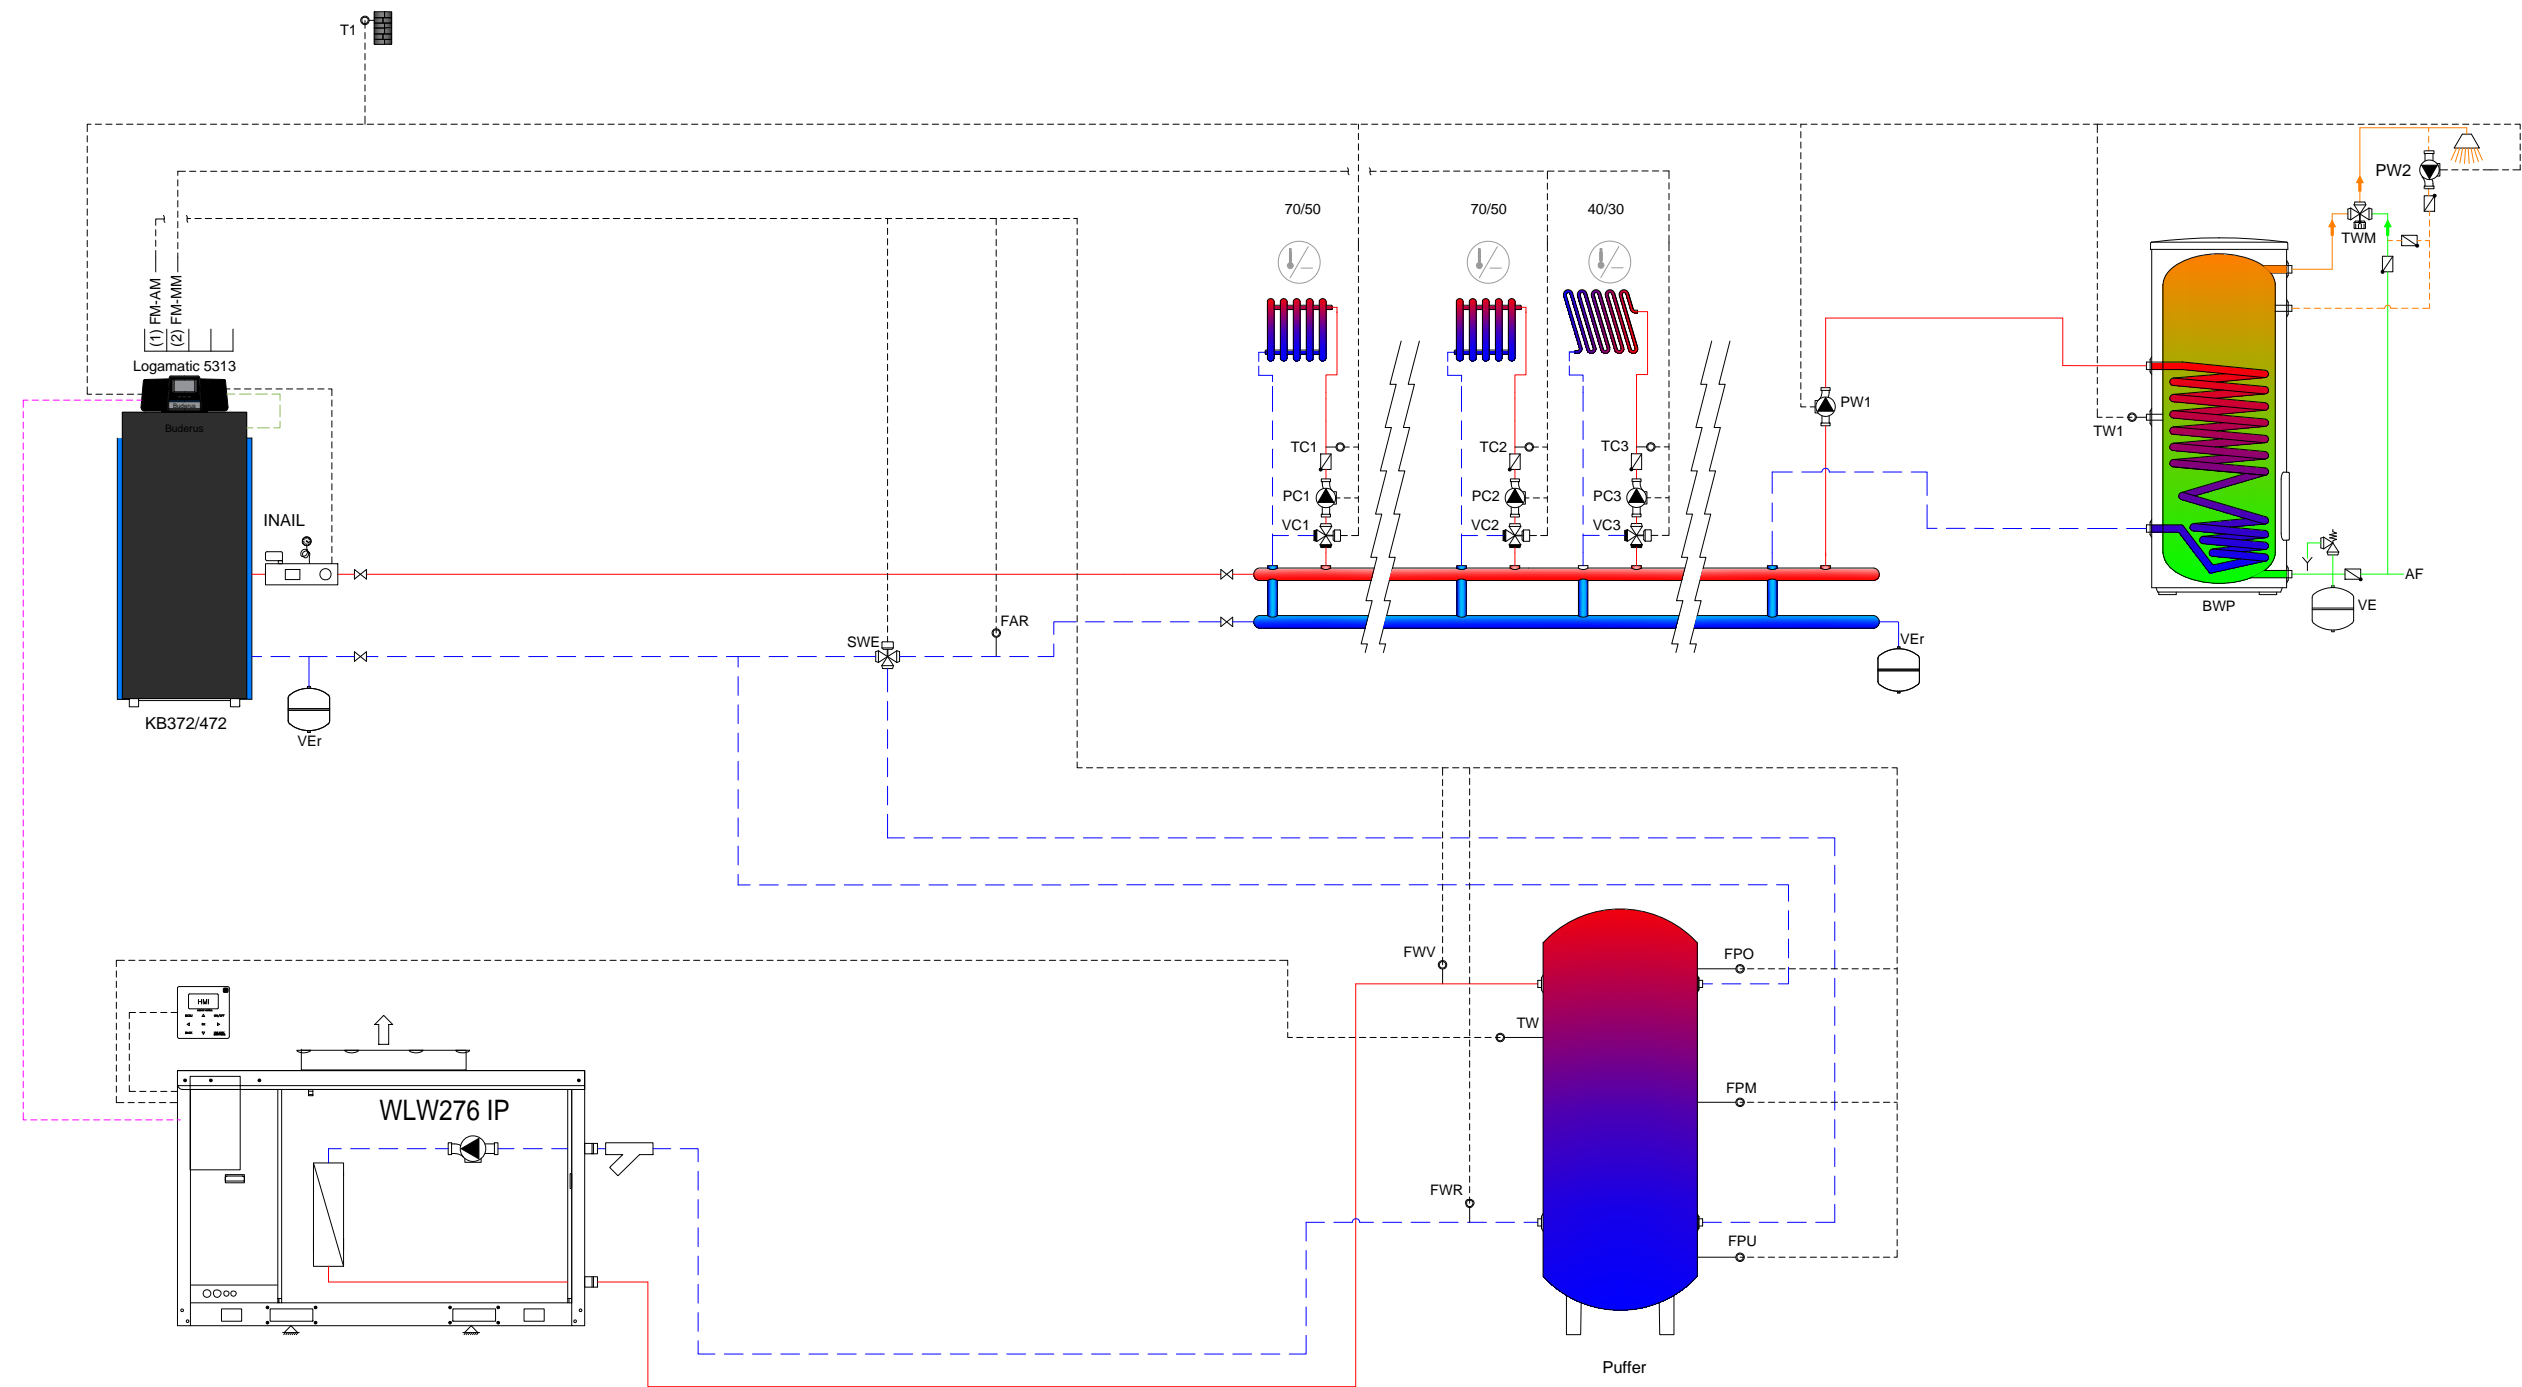 T1
PW2
70/50
70/50
40/30
TWM
(1) FM-AM
(2) FM-MM
Logamatic 5313
Buderus
Buderus
PW1
TW1
TC1
TC2
TC3
PC1
PC2
PC3
INAIL
VC1
VC2
VC3
AF
BWP
VE
FAR
SWE
VEr
KB372/472
VEr
FWV
FPO
HMI
TW
FPM
WLW276 IP
FWR
FPU
Puffer